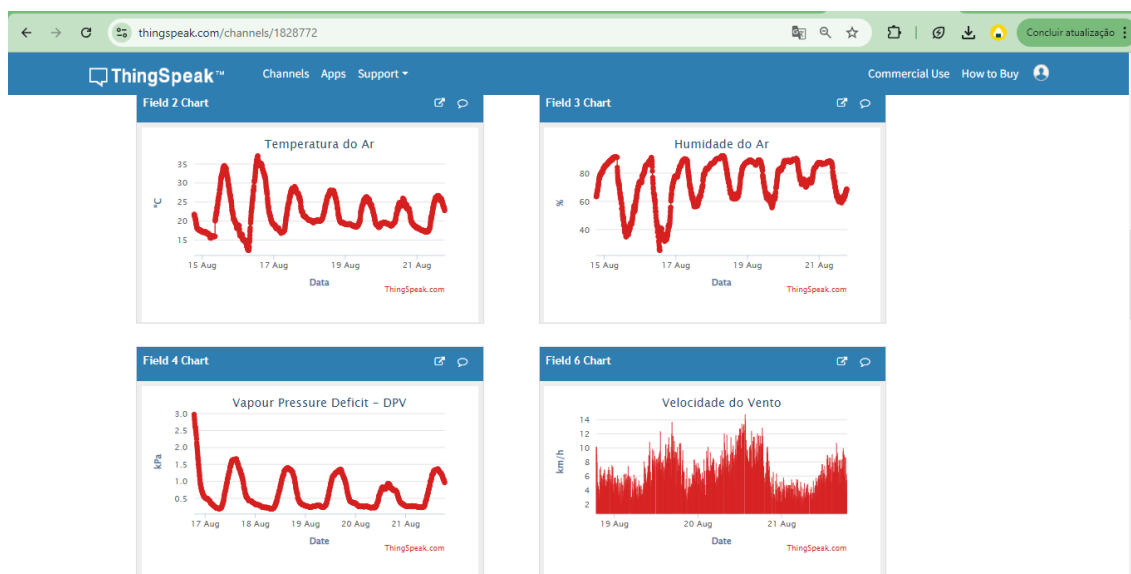 thingspeak.com/channels/1828772
Concluir atualização
ThingSpeak™ Channels Apps Support Commercial Use How to Buy
Field 2 Chart
Temperatura do Ar
°C
35
30
25
20
15
15 Aug 17 Aug 19 Aug 21 Aug
Data
ThingSpeak.com
Field 3 Chart
Humidade do Ar
%
80
60
40
15 Aug 17 Aug 19 Aug 21 Aug
Data
ThingSpeak.com
Field 4 Chart
Vapour Pressure Deficit - DPV
kPa
3.0
2.5
2.0
1.5
1.0
0.5
17 Aug 18 Aug 19 Aug 20 Aug 21 Aug
Date
ThingSpeak.com
Field 6 Chart
Velocidade do Vento
km/h
14
12
10
8
6
4
2
19 Aug 20 Aug 21 Aug
Date
ThingSpeak.com